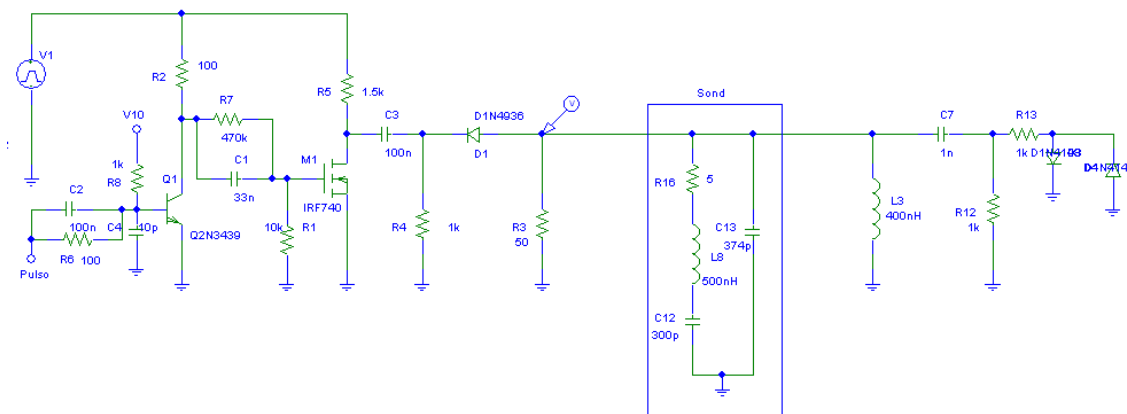 V1
R2
100
R7
470k
C1
33n
V10
1k
R8
Q1
Q2N3439
C2
100n
C4
40p
R6
100
Pulso
R5
1.5k
M1
IRF740
10k
R1
C3
100n
R4
1k
D1N4936
D1
V
R3
50
Sond
R16
5
L8
500nH
C12
300p
C13
374p
L3
400nH
C7
1n
R13
1k
R12
1k